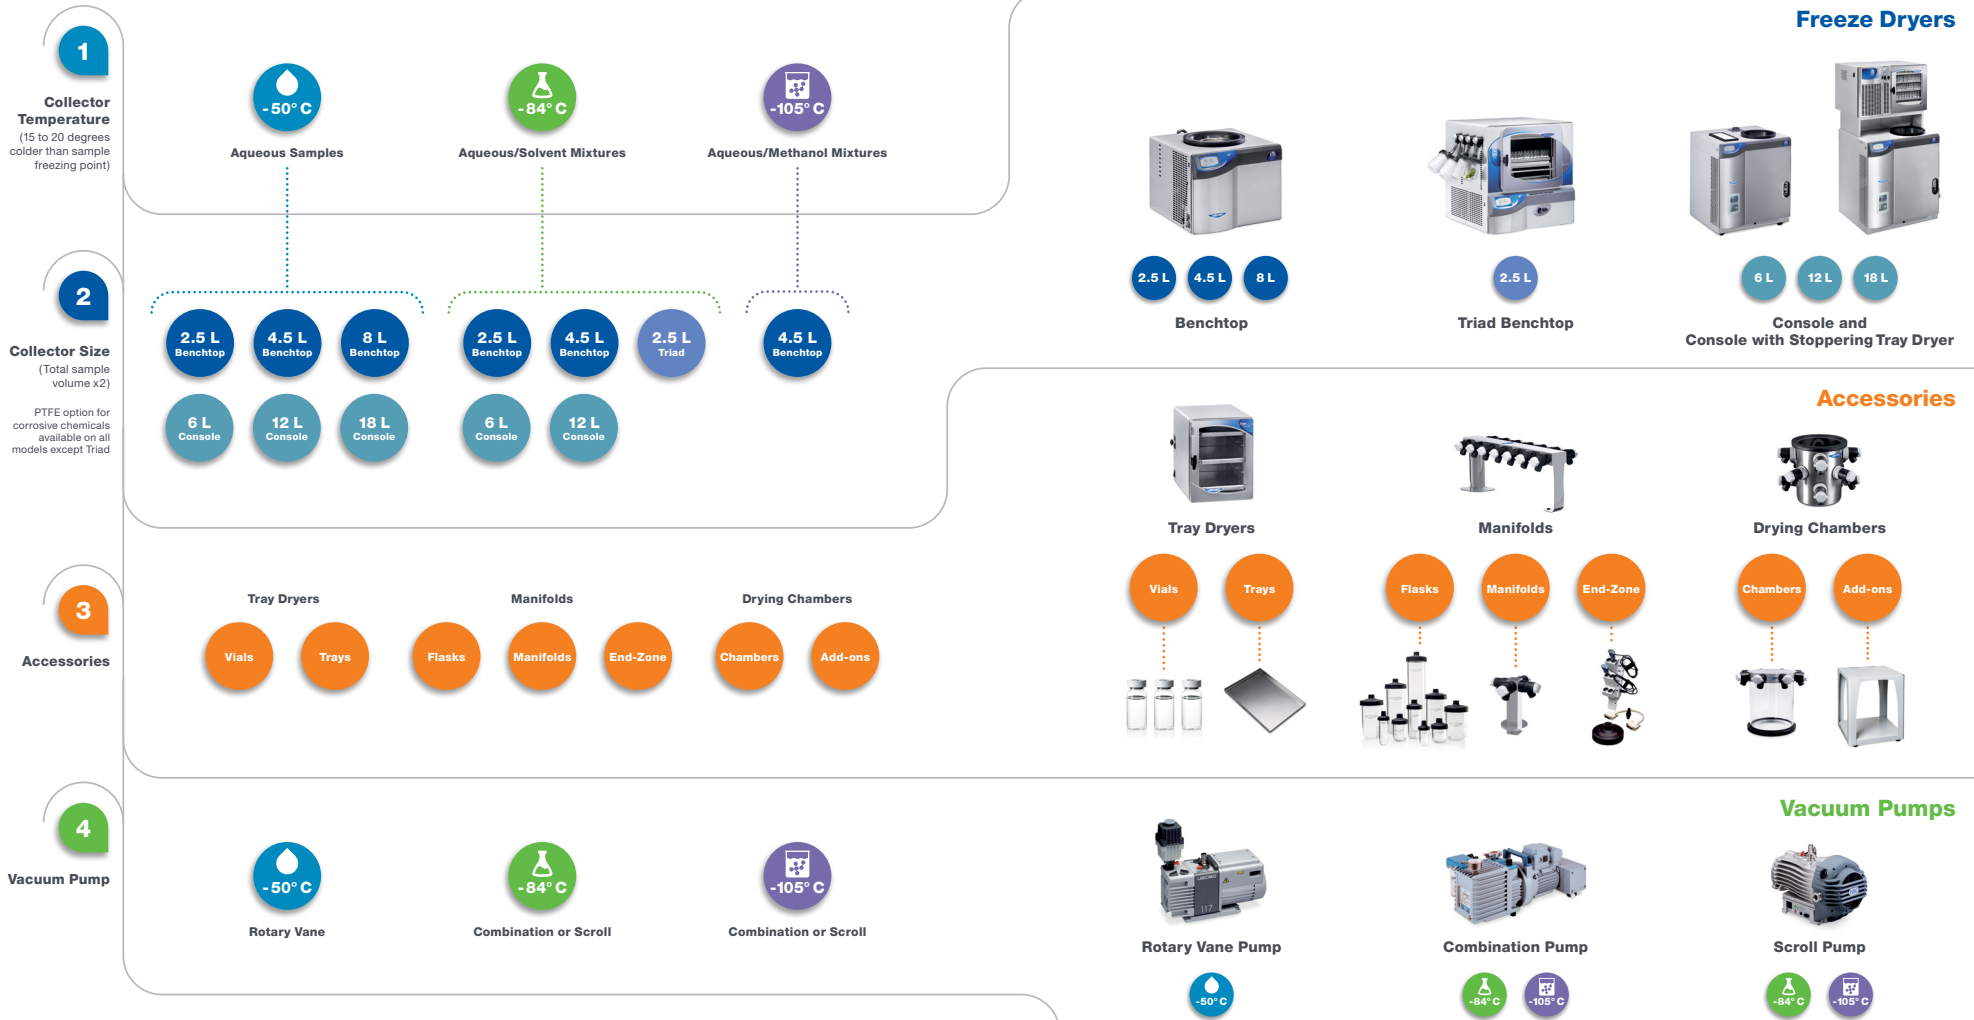 1
Collector
Temperature
(15 to 20 degrees
colder than sample
freezing point)
-50° C
Aqueous Samples
-84° C
Aqueous/Solvent Mixtures
-105° C
Aqueous/Methanol Mixtures
2
Collector Size
(Total sample
volume x2)
PTFE option for
corrosive chemicals
available on all
models except Triad
2.5 L
Benchtop
4.5 L
Benchtop
8 L
Benchtop
6 L
Console
12 L
Console
18 L
Console
2.5 L
Benchtop
4.5 L
Benchtop
2.5 L
Triad
6 L
Console
12 L
Console
4.5 L
Benchtop
3
Accessories
Tray Dryers
Vials
Trays
Manifolds
Flasks
Manifolds
End-Zone
Drying Chambers
Chambers
Add-ons
4
Vacuum Pump
-50° C
Rotary Vane
-84° C
Combination or Scroll
-105° C
Combination or Scroll
Freeze Dryers
2.5 L
4.5 L
8 L
Benchtop
2.5 L
Triad Benchtop
6 L
12 L
18 L
Console and
Console with Stoppering Tray Dryer
Accessories
Tray Dryers
Vials
Trays
Manifolds
Flasks
Manifolds
End-Zone
Drying Chambers
Chambers
Add-ons
Vacuum Pumps
LABCONCO
117
Rotary Vane Pump
-50° C
Combination Pump
-84° C
-105° C
Scroll Pump
-84° C
-105° C